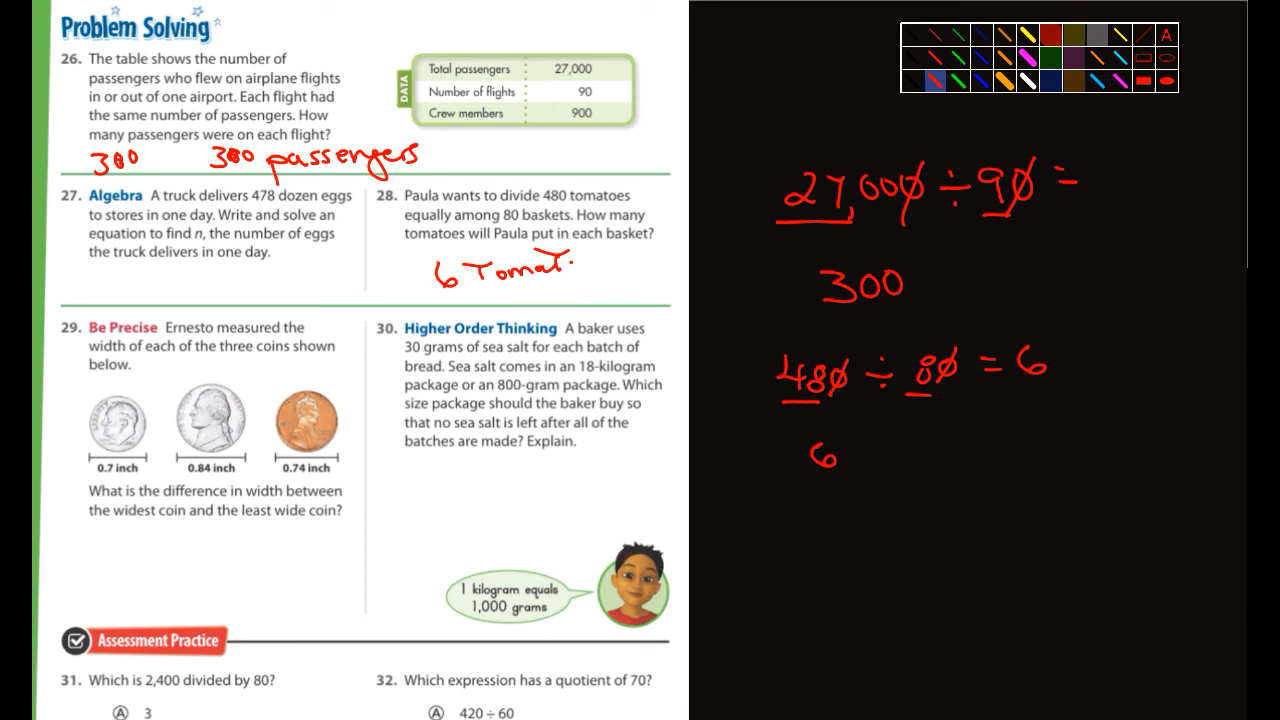 Problem Solving
26. The table shows the number of
passengers who flew on airplane flights
in or out of one airport. Each flight had
the same number of passengers. How
many passengers were on each flight?
DATA
Total passengers 27,000
Number of flights 90
Crew members 900
300 300 passengers
27. Algebra A truck delivers 478 dozen eggs
to stores in one day. Write and solve an
equation to find n, the number of eggs
the truck delivers in one day.
28. Paula wants to divide 480 tomatoes
equally among 80 baskets. How many
tomatoes will Paula put in each basket?
6 Tomat.
29. Be Precise Ernesto measured the
width of each of the three coins shown
below.
0.7 inch 0.84 inch 0.74 inch
What is the difference in width between
the widest coin and the least wide coin?
30. Higher Order Thinking A baker uses
30 grams of sea salt for each batch of
bread. Sea salt comes in an 18-kilogram
package or an 800-gram package. Which
size package should the baker buy so
that no sea salt is left after all of the
batches are made? Explain.
1 kilogram equals
1,000 grams
Assessment Practice
31. Which is 2,400 divided by 80?
A 3
32. Which expression has a quotient of 70?
A 420 ÷ 60
A
27,000 ÷ 90 =
300
480 ÷ 80 = 6
6